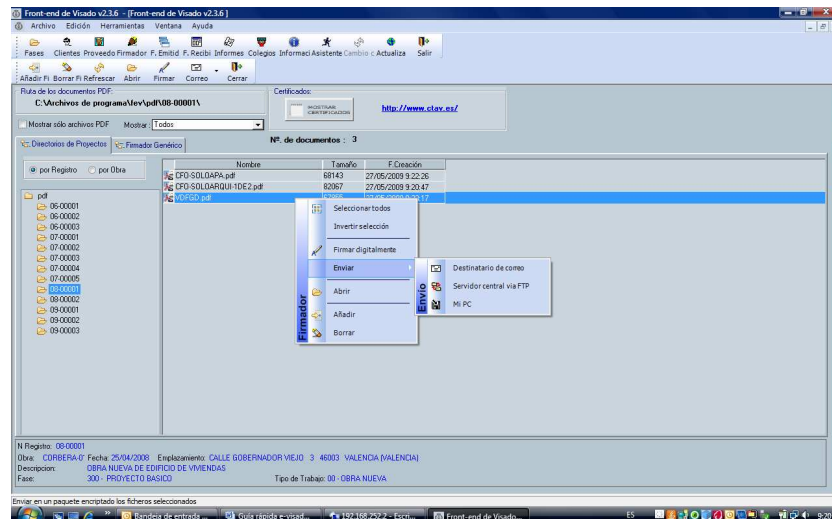 Front-end de Visado v2.3.6 - [Front-end de Visado v2.3.6 ]
Archivo Edición Herramientas Ventana Ayuda
Fases Clientes Proveedo Firmador F. Emitid F. Recibi Informes Colegios Informaci Asistente Cambio c Actualiza Salir
Añadir Fi Borrar Fi Refrescar Abrir Firmar Correo Cerrar
Ruta de los documentos PDF:
C:\Archivos de programa\fev\pdf\08-00001\
Certificados:
MOSTRAR CERTIFICADOS
http://www.ctav.es/
Mostrar sólo archivos PDF Mostrar: Todos
Nº. de documentos : 3
Directorios de Proyectos Firmador Genérico
por Registro por Obra
Nombre Tamaño F.Creación
CFO-SOLOAPA.pdf 68143 27/05/2009 9:22:26
CFO-SOLOARQUI-1DE2.pdf 82067 27/05/2009 9:20:47
VDFGD.pdf
pdf
06-00001
06-00002
06-00003
07-00001
07-00002
07-00003
07-00004
07-00005
08-00001
08-00002
09-00001
09-00002
09-00003
Firmador
Seleccionar todos
Invertir selección
Firmar digitalmente
Enviar
Abrir
Añadir
Borrar
Envio
Destinatario de correo
Servidor central via FTP
Mi PC
N Registro: 08-00001
Obra: CORBERA-0' Fecha: 25/04/2008 Emplazamiento: CALLE GOBERNADOR VIEJO 3 46003 VALENCIA (VALENCIA)
Descripcion: OBRA NUEVA DE EDIFICIO DE VIVIENDAS
Fase: 300 - PROYECTO BASICO Tipo de Trabajo: 00 - OBRA NUEVA
Enviar en un paquete encriptado los ficheros seleccionados
Bandeja de entrada ... Guía rápida e-visad... 192.168.252.2 - Escri... Front-end de Visado... ES 9:20